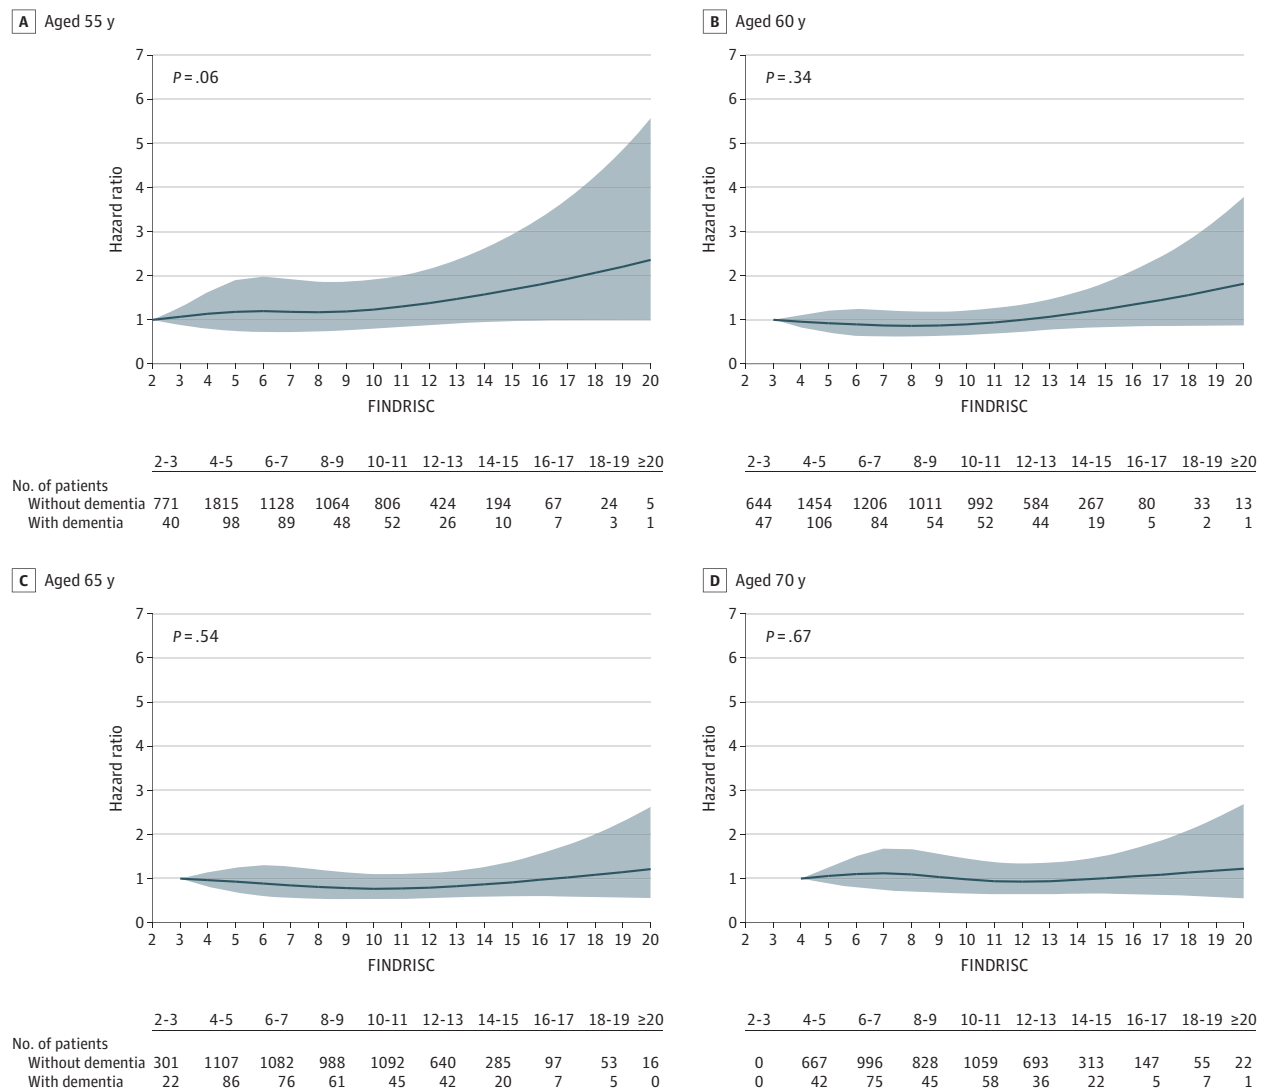 A Aged 55 y
7
P = .06
6
5
4
3
2
1
0
Hazard ratio
2 3 4 5 6 7 8 9 10 11 12 13 14 15 16 17 18 19 20
FINDRISC
2-3 4-5 6-7 8-9 10-11 12-13 14-15 16-17 18-19 ≥20
No. of patients
Without dementia 771 1815 1128 1064 806 424 194 67 24 5
With dementia 40 98 89 48 52 26 10 7 3 1
B Aged 60 y
7
P = .34
6
5
4
3
2
1
0
Hazard ratio
2 3 4 5 6 7 8 9 10 11 12 13 14 15 16 17 18 19 20
FINDRISC
2-3 4-5 6-7 8-9 10-11 12-13 14-15 16-17 18-19 ≥20
644 1454 1206 1011 992 584 267 80 33 13
47 106 84 54 52 44 19 5 2 1
C Aged 65 y
7
P = .54
6
5
4
3
2
1
0
Hazard ratio
2 3 4 5 6 7 8 9 10 11 12 13 14 15 16 17 18 19 20
FINDRISC
2-3 4-5 6-7 8-9 10-11 12-13 14-15 16-17 18-19 ≥20
No. of patients
Without dementia 301 1107 1082 988 1092 640 285 97 53 16
With dementia 22 86 76 61 45 42 20 7 5 0
D Aged 70 y
7
P = .67
6
5
4
3
2
1
0
Hazard ratio
2 3 4 5 6 7 8 9 10 11 12 13 14 15 16 17 18 19 20
FINDRISC
2-3 4-5 6-7 8-9 10-11 12-13 14-15 16-17 18-19 ≥20
0 667 996 828 1059 693 313 147 55 22
0 42 75 45 58 36 22 5 7 1